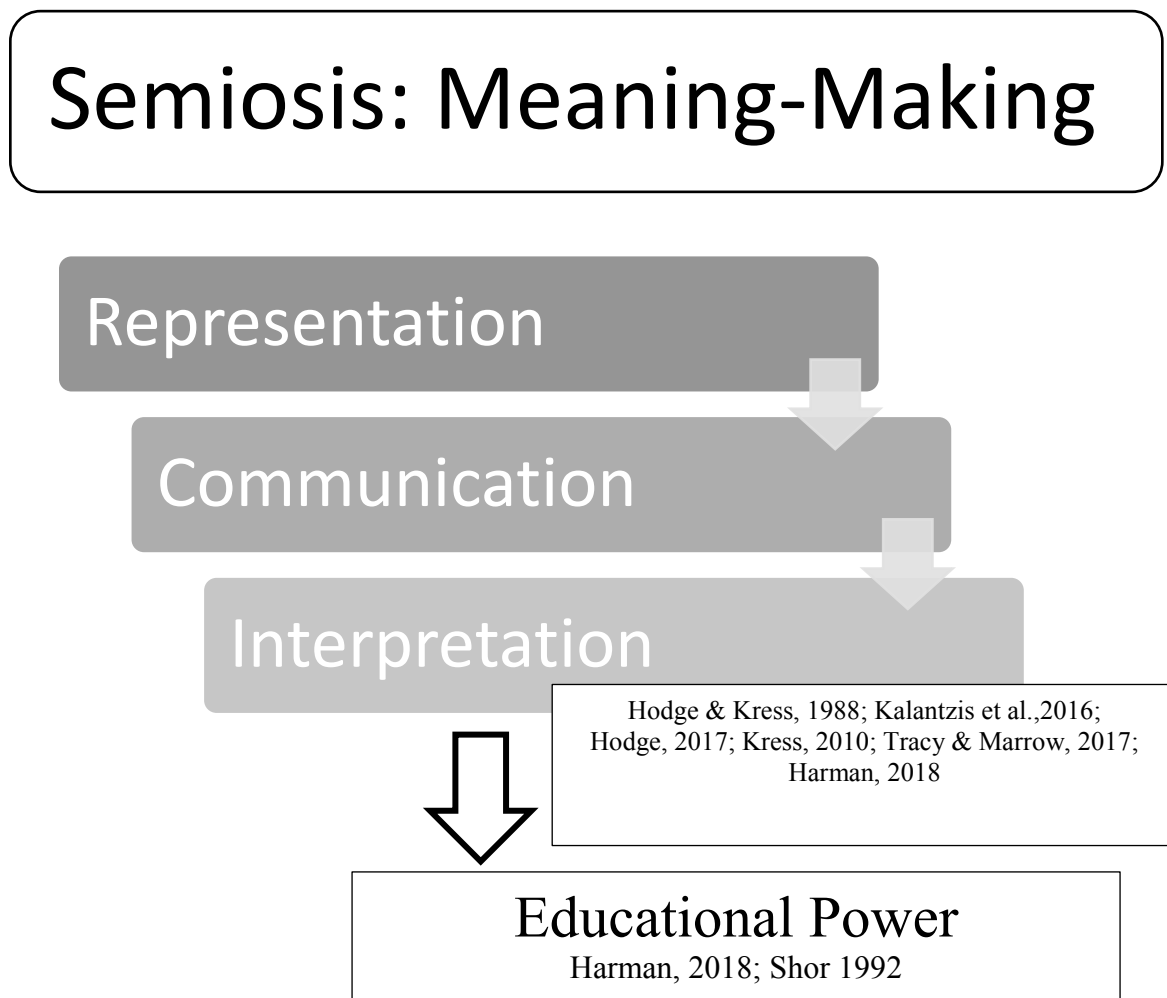 Semiosis: Meaning-Making
Representation
Communication
Interpretation
Hodge & Kress, 1988; Kalantzis et al.,2016;
Hodge, 2017; Kress, 2010; Tracy & Marrow, 2017;
Harman, 2018
Educational Power
Harman, 2018; Shor 1992